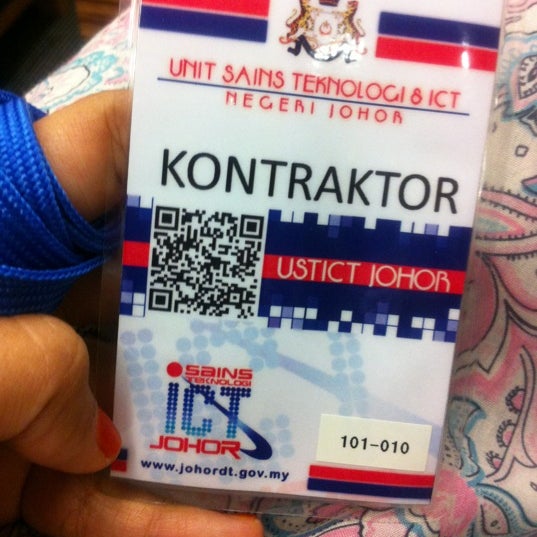 UNIT SAINS TEKNOLOGI & ICT
NEGERI JOHOR
KONTRAKTOR
USTICT JOHOR
SAINS
TEKNOLOGI
ICT
JOHOR
www.johordt.gov.my
101-010